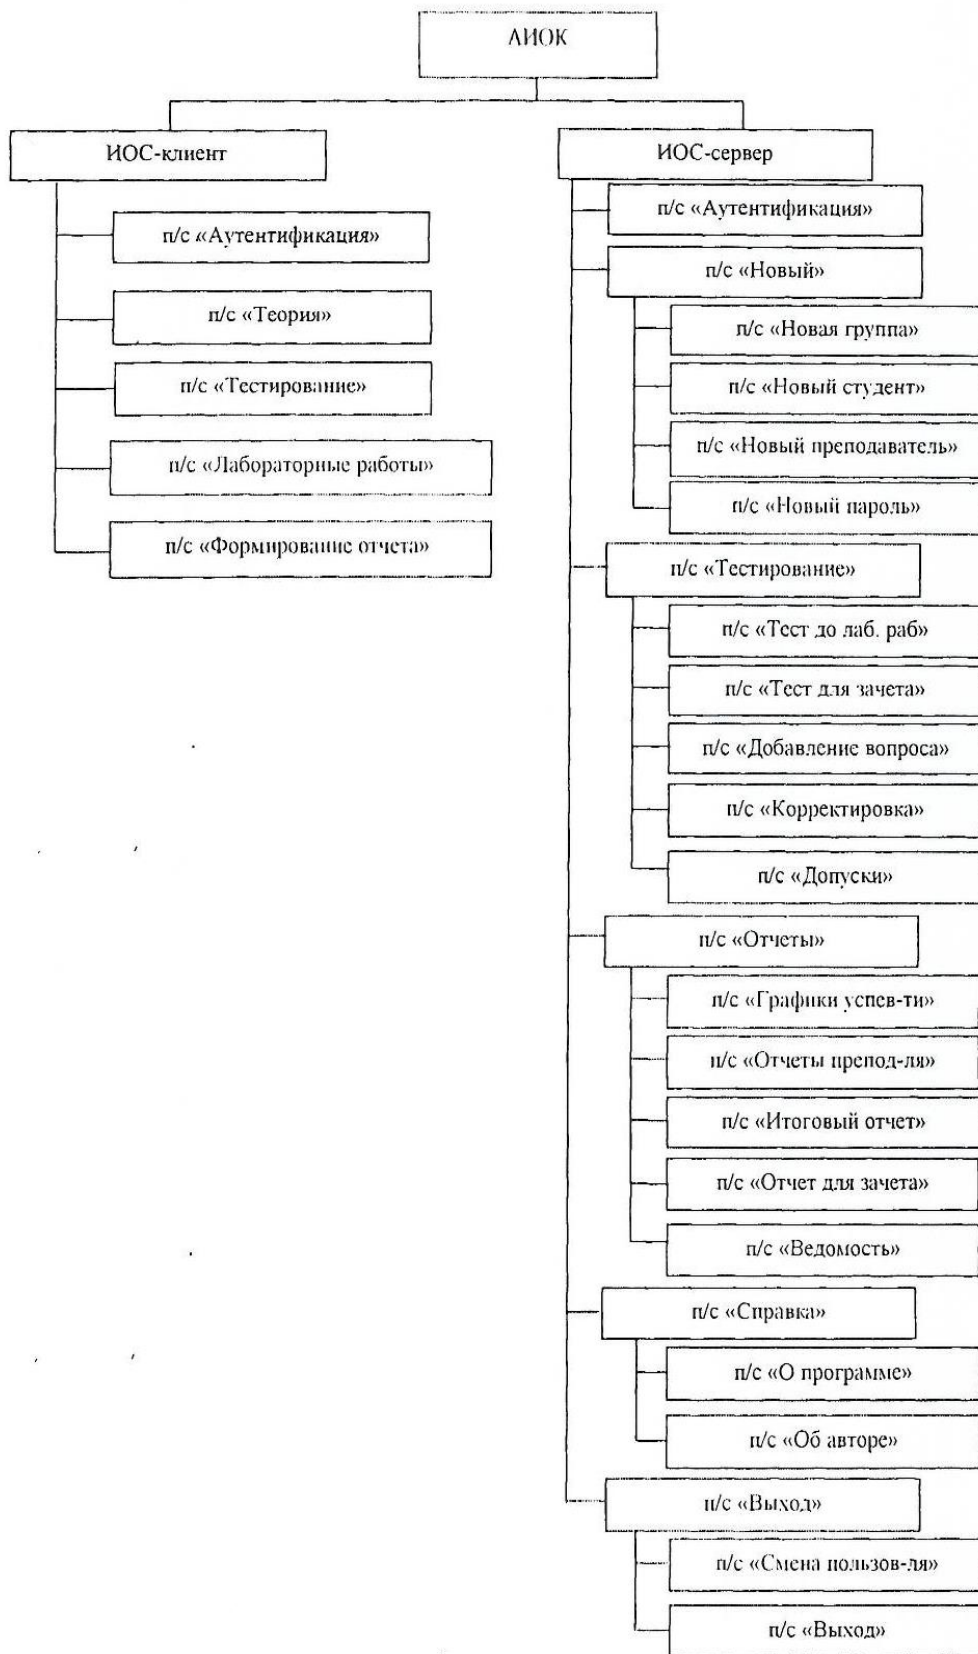 АИОК
ИОС-клиент
п/с «Аутентификация»
п/с «Теория»
п/с «Тестирование»
п/с «Лабораторные работы»
п/с «Формирование отчета»
ИОС-сервер
п/с «Аутентификация»
п/с «Новый»
п/с «Новая группа»
п/с «Новый студент»
п/с «Новый преподаватель»
п/с «Новый пароль»
п/с «Тестирование»
п/с «Тест до лаб. раб»
п/с «Тест для зачета»
п/с «Добавление вопроса»
п/с «Корректировка»
п/с «Допуски»
п/с «Отчеты»
п/с «Графики успев-ти»
п/с «Отчеты препод-ля»
п/с «Итоговый отчет»
п/с «Отчет для зачета»
п/с «Ведомость»
п/с «Справка»
п/с «О программе»
п/с «Об авторе»
п/с «Выход»
п/с «Смена пользов-ля»
п/с «Выход»